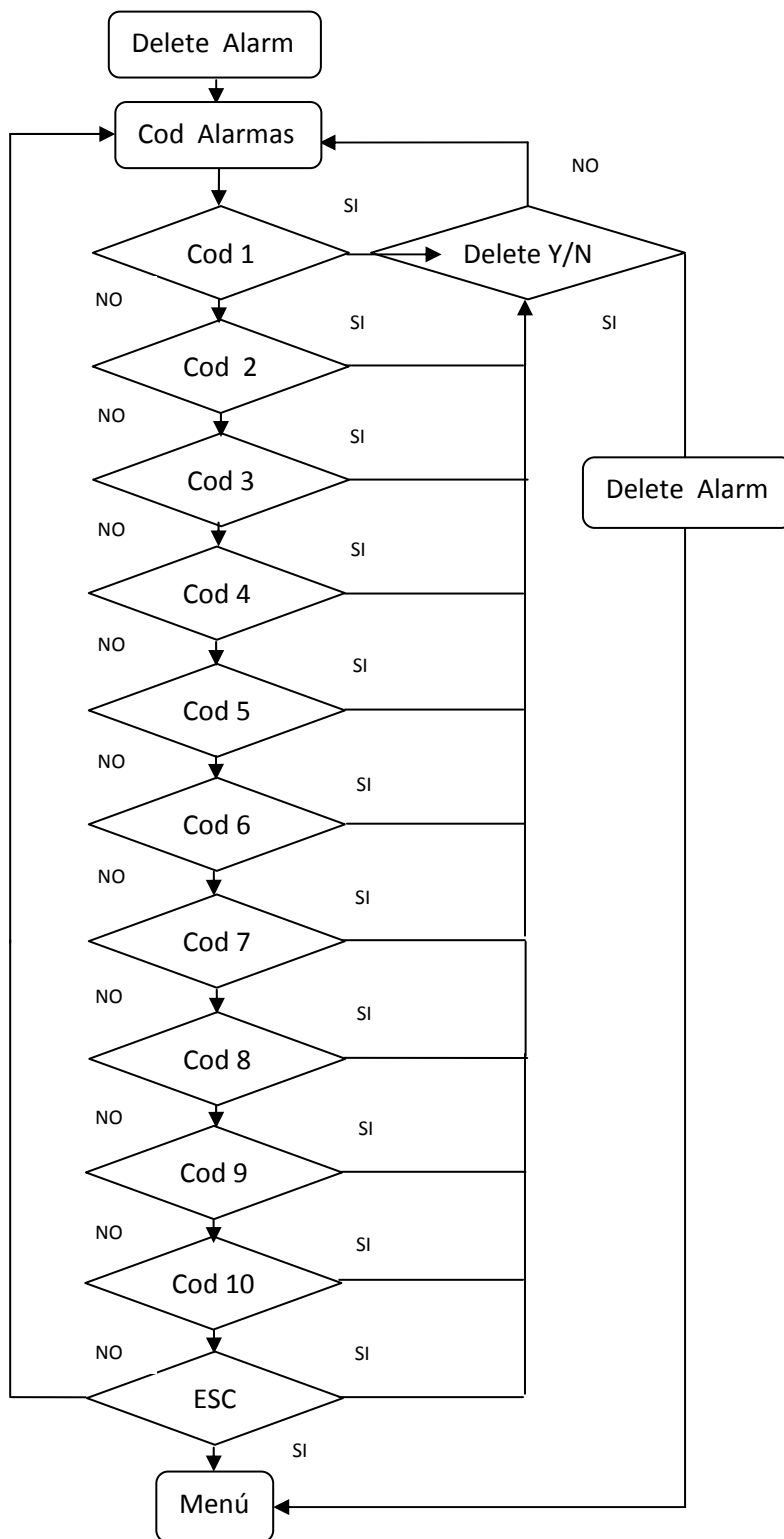 Delete Alarm
Cod Alarmas
NO
SI
Cod 1
Delete Y/N
NO
SI
SI
Cod 2
NO
SI
Cod 3
Delete Alarm
NO
SI
Cod 4
NO
SI
Cod 5
NO
SI
Cod 6
NO
SI
Cod 7
NO
SI
Cod 8
NO
SI
Cod 9
NO
SI
Cod 10
NO
SI
ESC
SI
Menú